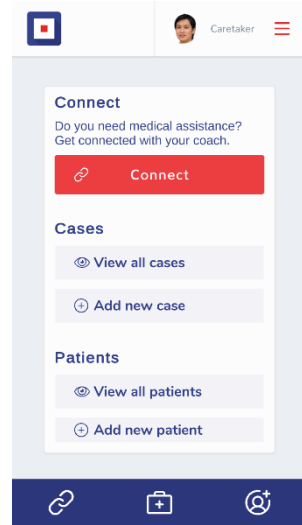 Caretaker
Connect
Do you need medical assistance?
Get connected with your coach.
Connect
Cases
View all cases
Add new case
Patients
View all patients
Add new patient